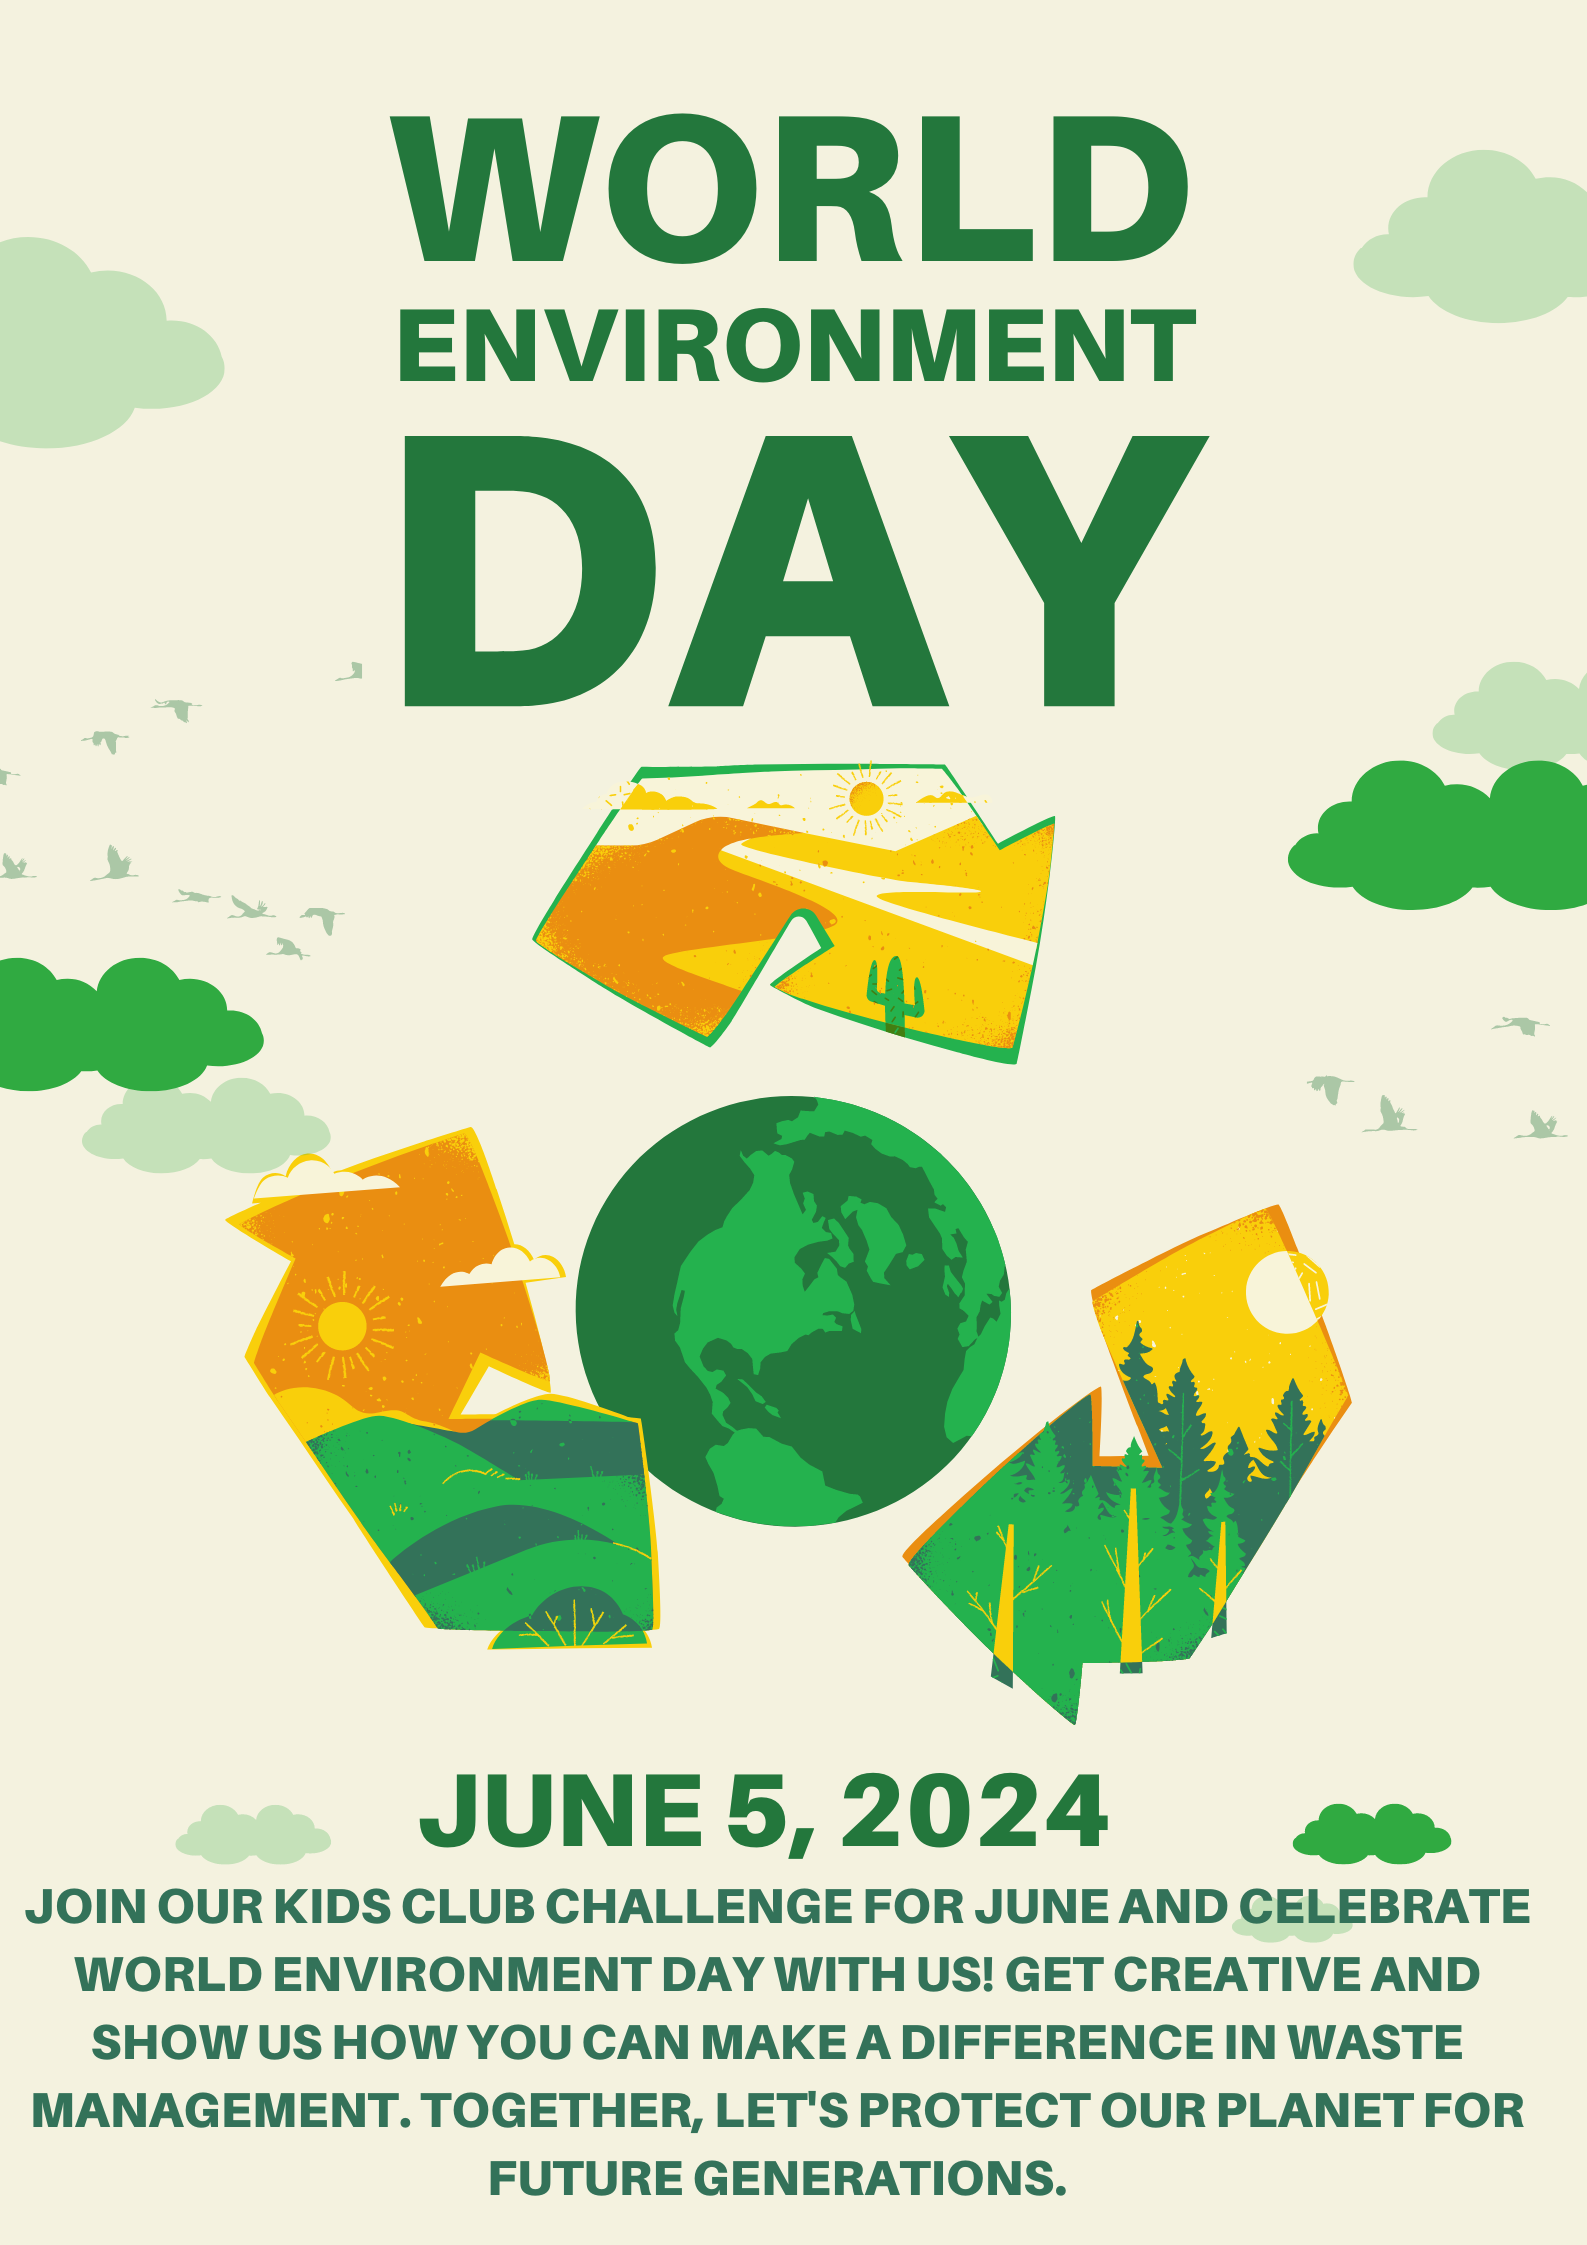 WORLD
ENVIRONMENT
DAY
JUNE 5, 2024
JOIN OUR KIDS CLUB CHALLENGE FOR JUNE AND CELEBRATE
WORLD ENVIRONMENT DAY WITH US! GET CREATIVE AND
SHOW US HOW YOU CAN MAKE A DIFFERENCE IN WASTE
MANAGEMENT. TOGETHER, LET'S PROTECT OUR PLANET FOR
FUTURE GENERATIONS.